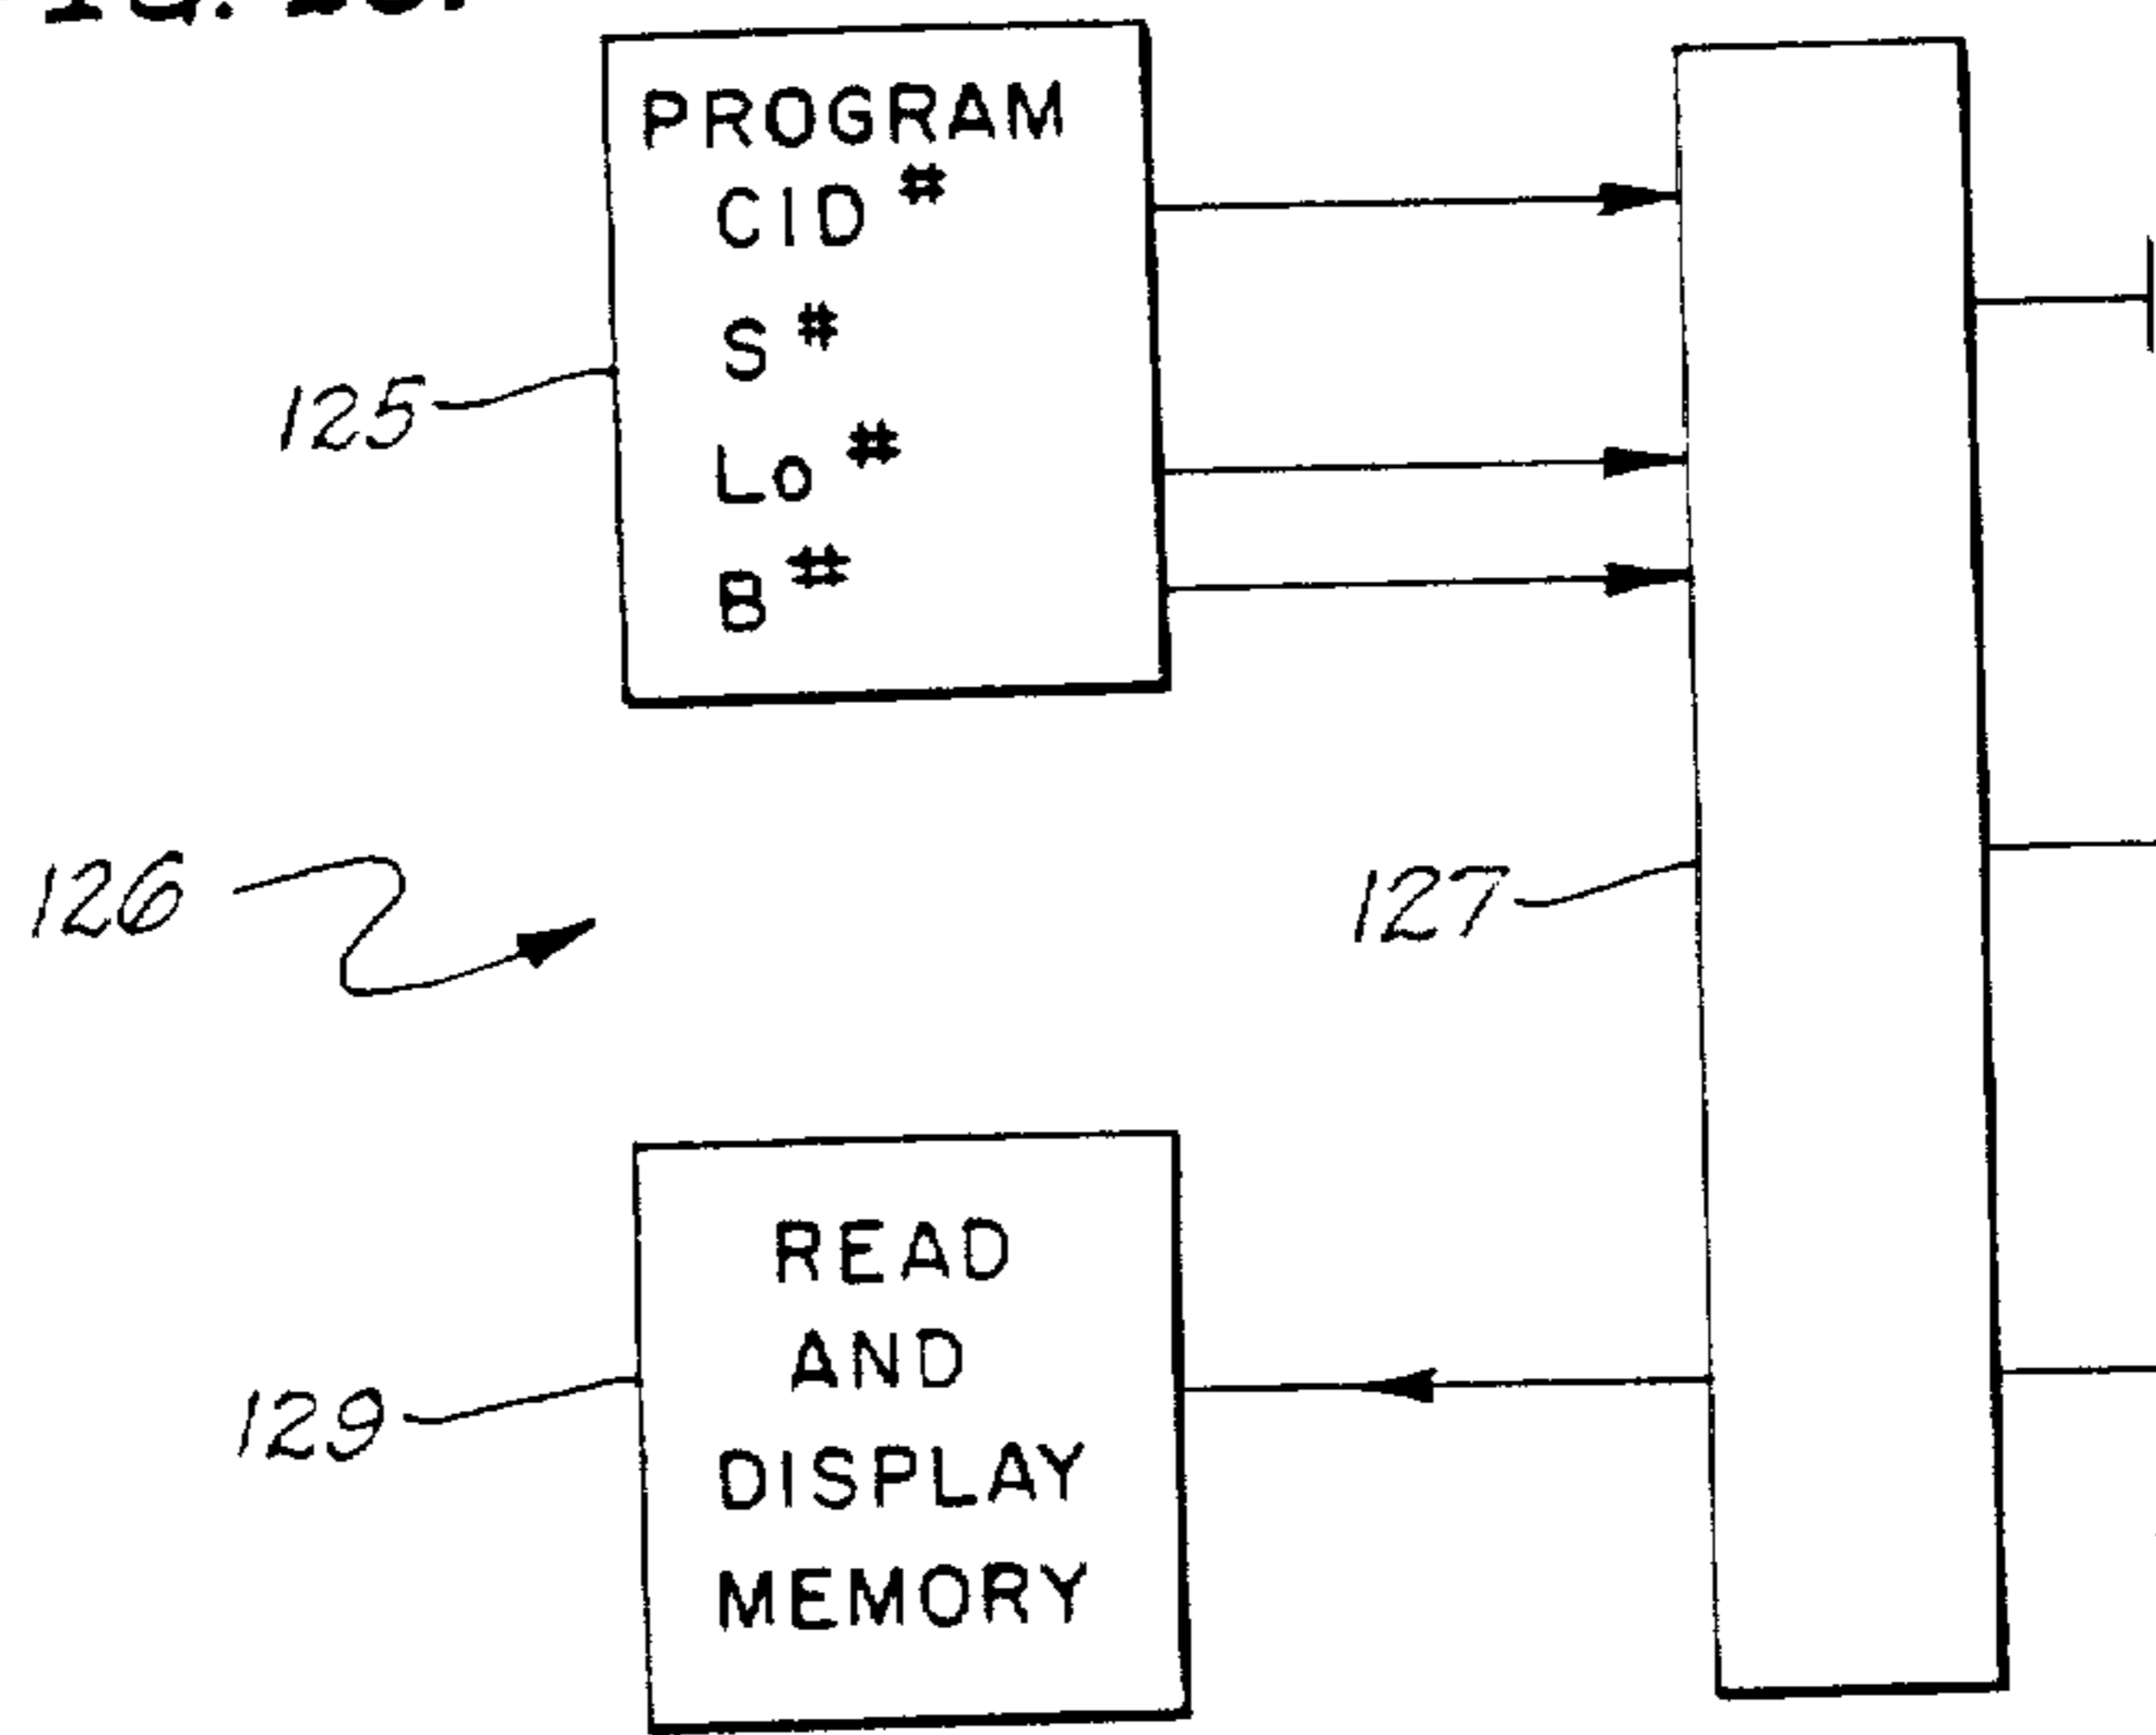 PROGRAM
CID #
S #
Lo #
B #
125
126
127
READ
AND
DISPLAY
MEMORY
129